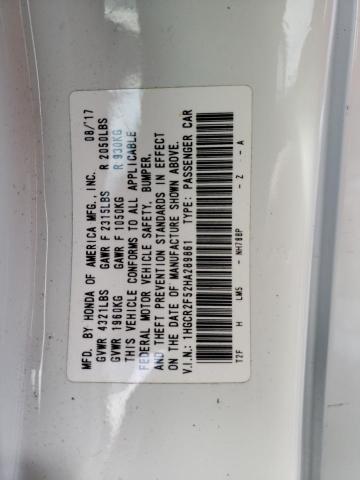 MFD. BY HONDA OF AMERICA MFG., INC. 08/'17
GVWR 4321LBS GAWR F 2315LBS R 2050LBS
GVWR 1960KG GAWR F 1050KG R 930KG
THIS VEHICLE CONFORMS TO ALL APPLICABLE
FEDERAL MOTOR VEHICLE SAFETY, BUMPER,
AND THEFT PREVENTION STANDARDS IN EFFECT
ON THE DATE OF MANUFACTURE SHOWN ABOVE.
V.I.N.: 1HGCR2F52HA289861 TYPE: PASSENGER CAR
T2F H LM5 - NH788P - Z - A